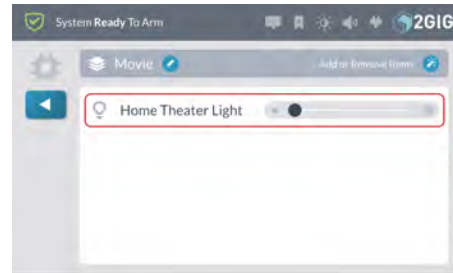 System Ready To Arm
2GIG
Movie
Add or Remove Items
Home Theater Light